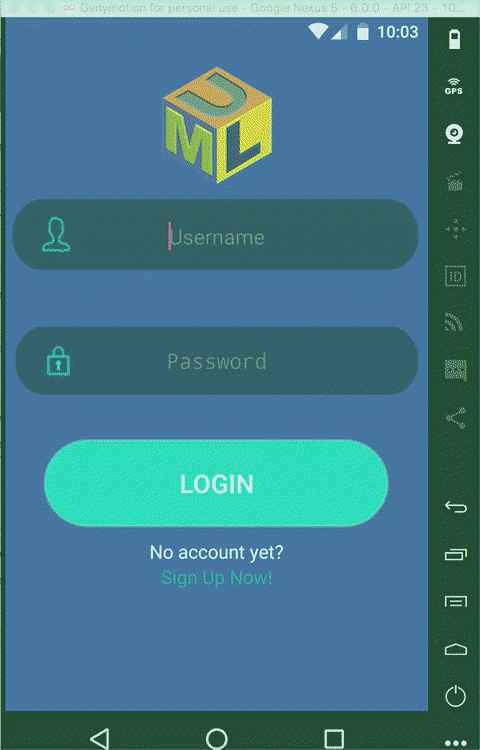 Genymotion for personal use - Google Nexus 5 - 6.0.0 - API 23 - 10...
10:03
GPS
U
M
L
Username
ID
Password
LOGIN
No account yet?
Sign Up Now!